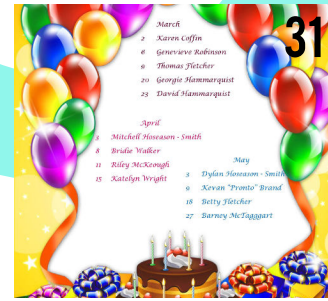 31
March
2 Karen Coffin
6 Genevieve Robinson
9 Thomas Fletcher
20 Georgie Hammarquist
23 David Hammarquist
April
3 Mitchell Hoseason - Smith
8 Bridie Walker
11 Riley McKeough
15 Katelyn Wright
May
3 Dylan Hoseason - Smith
9 Kevan "Pronto" Brand
18 Betty Fletcher
27 Barney McTagggart